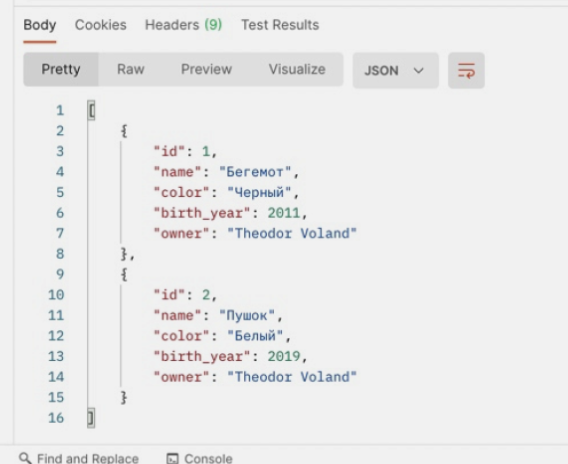 Body Cookies Headers (9) Test Results
Pretty Raw Preview Visualize JSON
1 [
2 {
3 "id": 1,
4 "name": "Бегемот",
5 "color": "Черный",
6 "birth_year": 2011,
7 "owner": "Theodor Voland"
8 },
9 {
10 "id": 2,
11 "name": "Пушок",
12 "color": "Белый",
13 "birth_year": 2019,
14 "owner": "Theodor Voland"
15 }
16 ]
Find and Replace Console